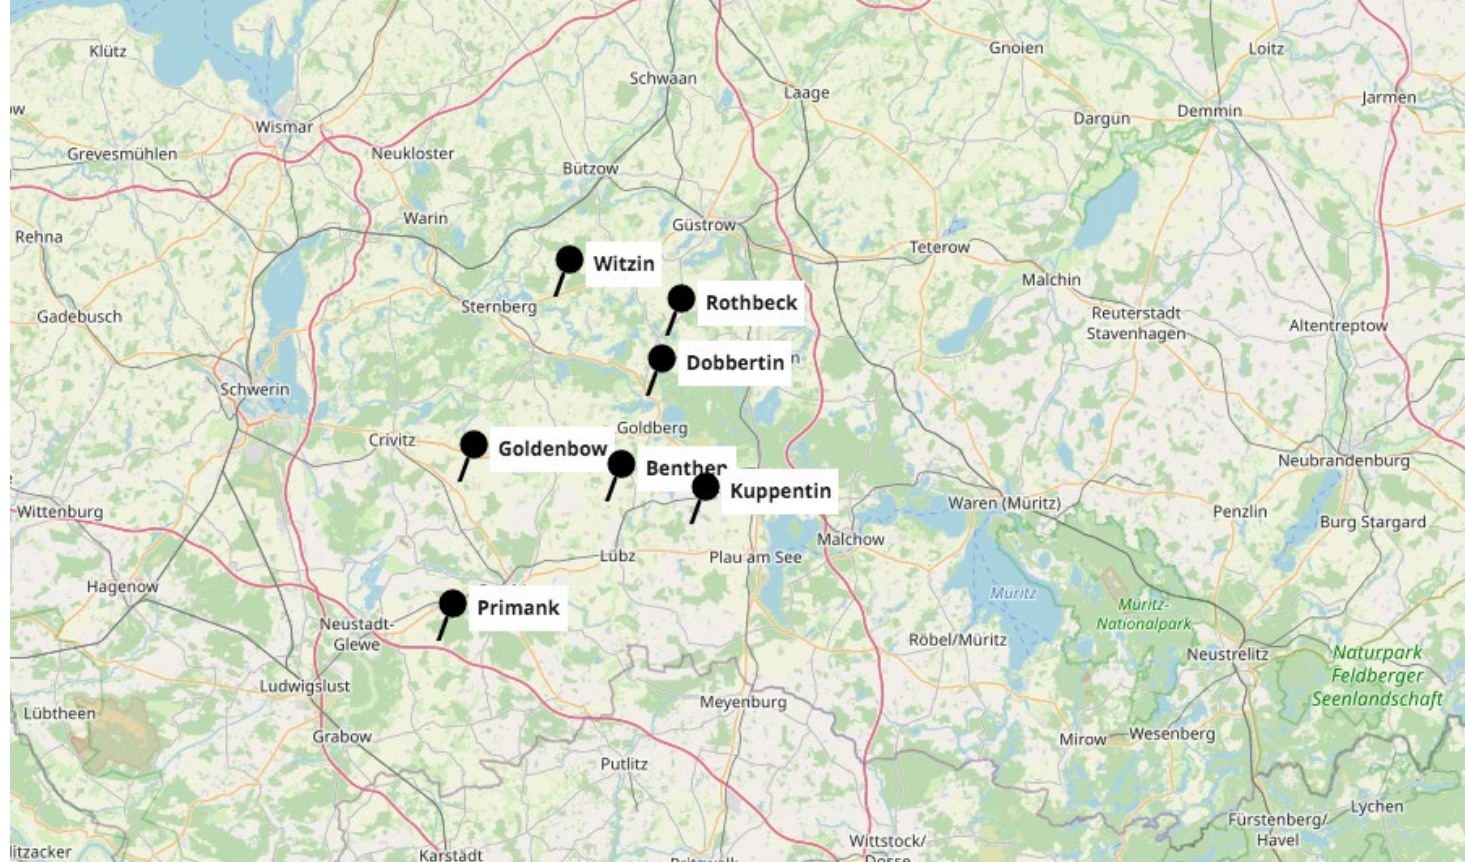 Klütz
Gnoien
Loitz
Schwaan
Laage
Jarmen
Demmin
Dargun
Wismar
Grevesmühlen
Neukloster
Bützow
Warin
Güstrow
Rehna
Teterow
Witzin
Malchin
Sternberg
Rothbeck
Gadebusch
Reuterstadt
Stavenhagen
Altentreptow
Dobbertin
Schwerin
Goldberg
Crivitz
Goldenbow
Benthen
Neubrandenburg
Kuppentin
Waren (Müritz)
Wittenburg
Penzlin
Burg Stargard
Malchow
Lübz
Plau am See
Hagenow
Müritz
Primank
Müritz-
Nationalpark
Neustadt-
Glewe
Röbel/Müritz
Neustrelitz
Naturpark
Feldberger
Seenlandschaft
Ludwigslust
Meyenburg
Lübtheen
Grabow
Mirow
Wesenberg
Putlitz
Lychen
Fürstenberg/
Havel
Wittstock/
Dosse
Karstädt